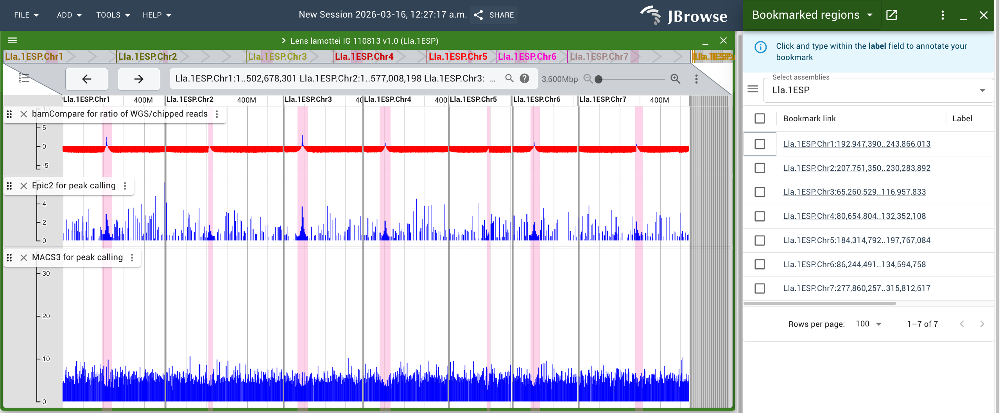 FILE ADD TOOLS HELP New Session 2026-03-16, 12:27:17 a.m. SHARE JBrowse
Lens lamottei IG 110813 v1.0 (Lla.1ESP)
Lla.1ESP.Chr1 Lla.1ESP.Chr2 Lla.1ESP.Chr3 Lla.1ESP.Chr4 Lla.1ESP.Chr5 Lla.1ESP.Chr6 Lla.1ESP.Chr7
Lla.1ESP.Chr1:1..502,678,301 Lla.1ESP.Chr2:1..577,008,198 Lla.1ESP.Chr3: ... 3,600Mbp
Lla.1ESP.Chr1 400M Lla.1ESP.Chr2 400M Lla.1ESP.Chr3 40 Lla.1ESP.Chr4 400 Lla.1ESP.Chr5 Lla.1ESP.Chr6 Lla.1ESP.Chr7 400M
10
bamCompare for ratio of WGS/chipped reads
5
0
-5
Epic2 for peak calling
4
2
0
MACS3 for peak calling
30
20
10
0
Bookmarked regions
Click and type within the label field to annotate your
bookmark
Select assemblies
Lla.1ESP
Bookmark link Label
Lla.1ESP.Chr1:192,947,390..243,866,013
Lla.1ESP.Chr2:207,751,350..230,283,892
Lla.1ESP.Chr3:65,260,529..116,957,833
Lla.1ESP.Chr4:80,654,804..132,352,108
Lla.1ESP.Chr5:184,314,792..197,767,084
Lla.1ESP.Chr6:86,244,491..134,594,758
Lla.1ESP.Chr7:277,860,257..315,812,617
Rows per page: 100 1–7 of 7